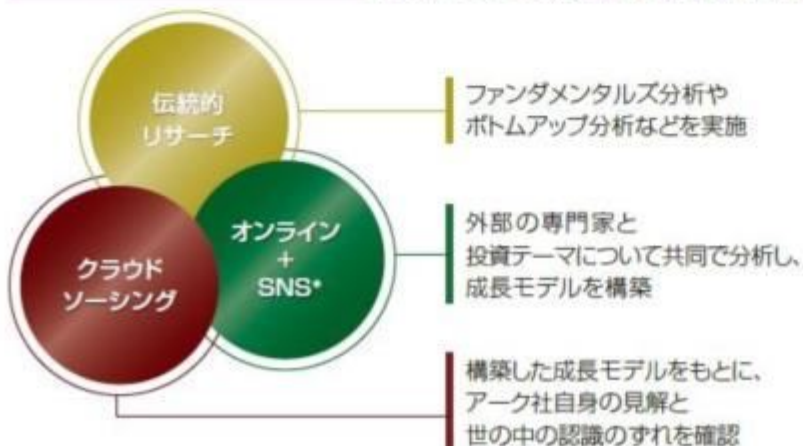 伝統的
リサーチ
ファンダメンタルズ分析や
ボトムアップ分析などを実施
オンライン
+
SNS*
外部の専門家と
投資テーマについて共同で分析し、
成長モデルを構築
クラウド
ソーシング
構築した成長モデルをもとに、
アーク社自身の見解と
世の中の認識のずれを確認